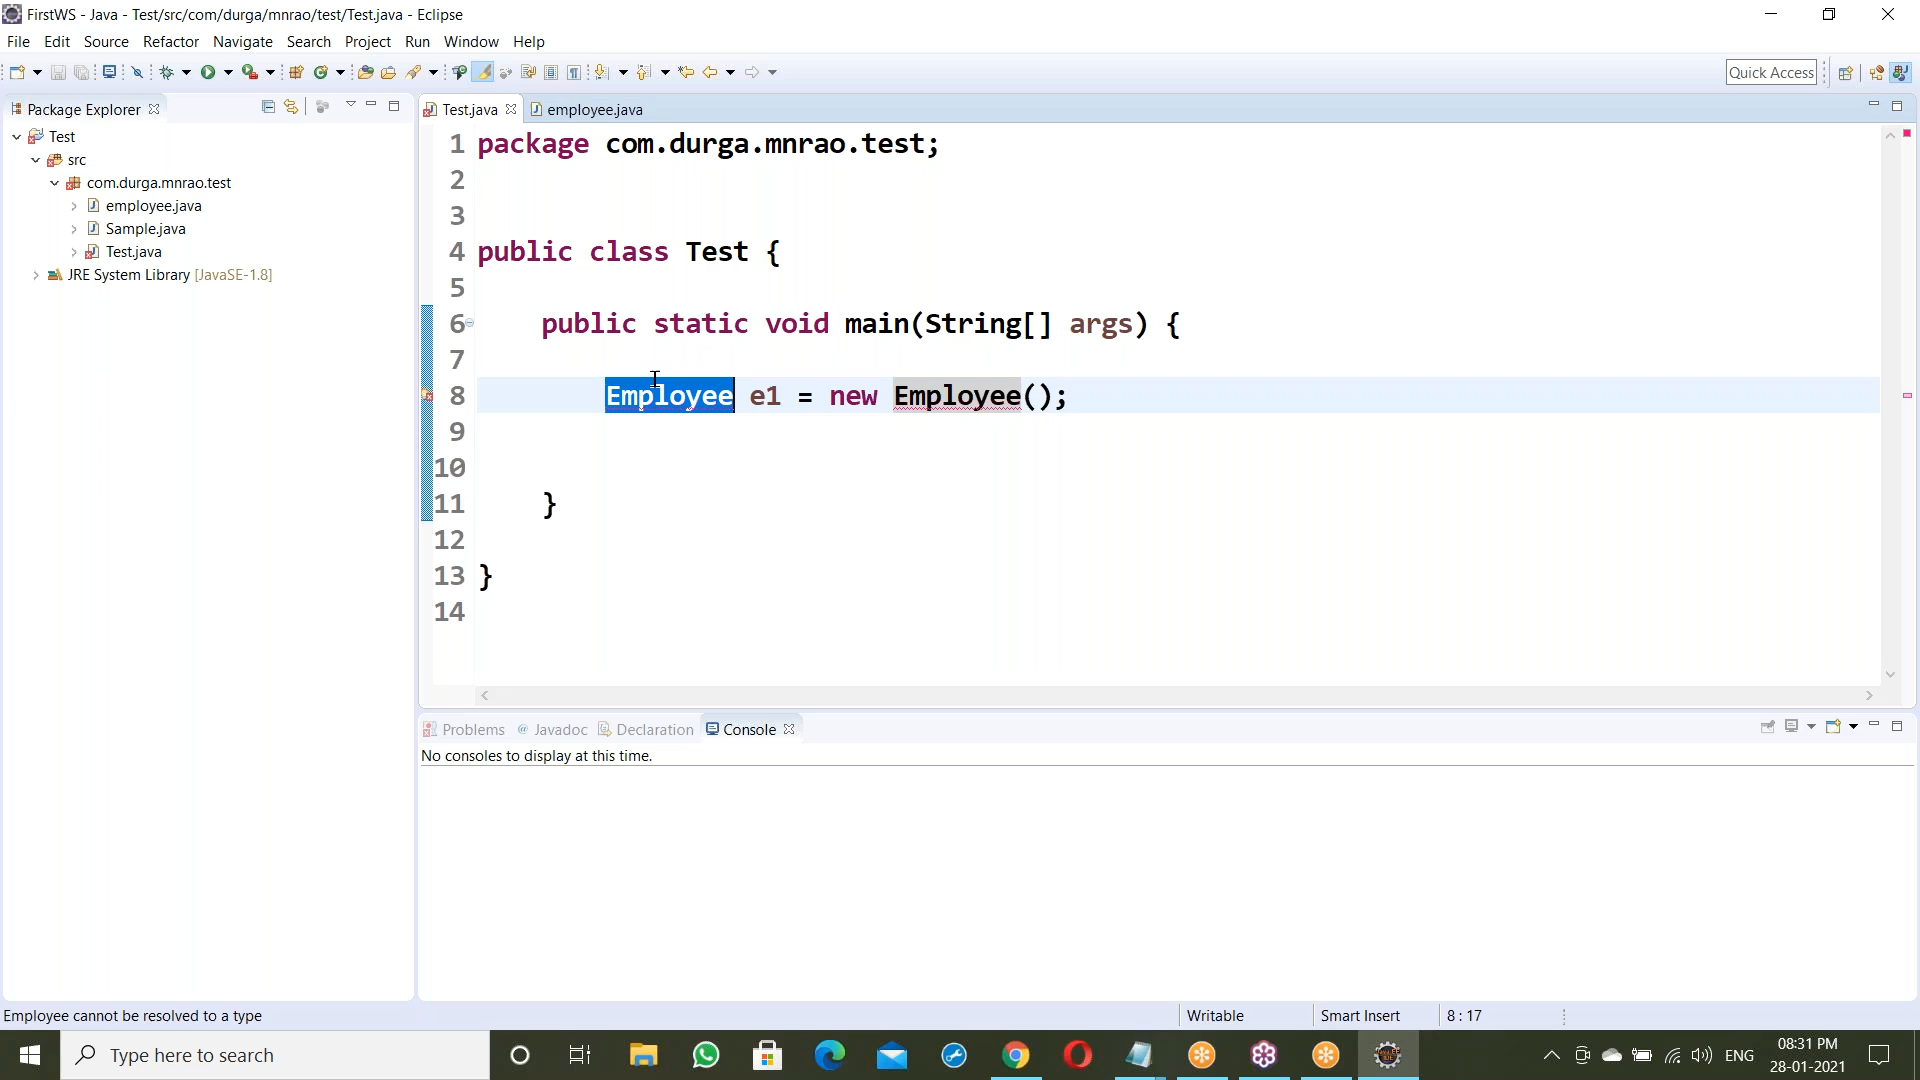 FirstWS - Java - Test/src/com/durga/mnrao/test/Test.java - Eclipse
File Edit Source Refactor Navigate Search Project Run Window Help
Quick Access
Package Explorer
Test
src
com.durga.mnrao.test
employee.java
Sample.java
Test.java
JRE System Library [JavaSE-1.8]
Test.java employee.java
1 package com.durga.mnrao.test;
2
3
4 public class Test {
5
6 public static void main(String[] args) {
7
8 Employee e1 = new Employee();
9
10
11 }
12
13 }
14
Problems @ Javadoc Declaration Console
No consoles to display at this time.
Employee cannot be resolved to a type Writable Smart Insert 8 : 17
Type here to search
ENG
08:31 PM
28-01-2021